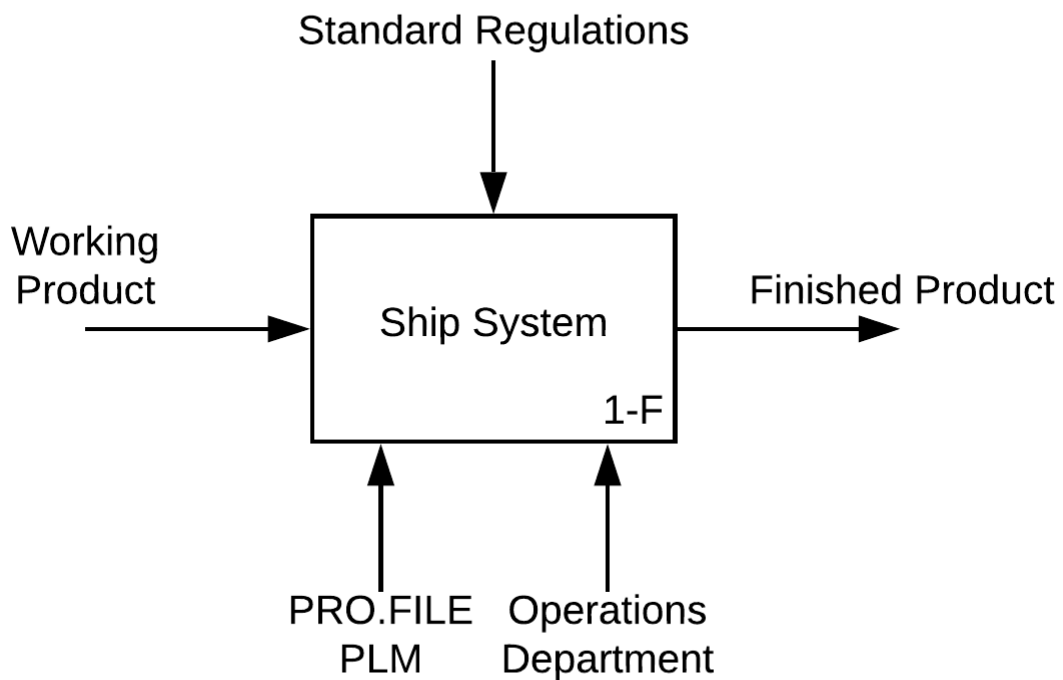 Standard Regulations
Working
Product
Finished Product
Ship System
1-F
PRO.FILE
PLM
Operations
Department